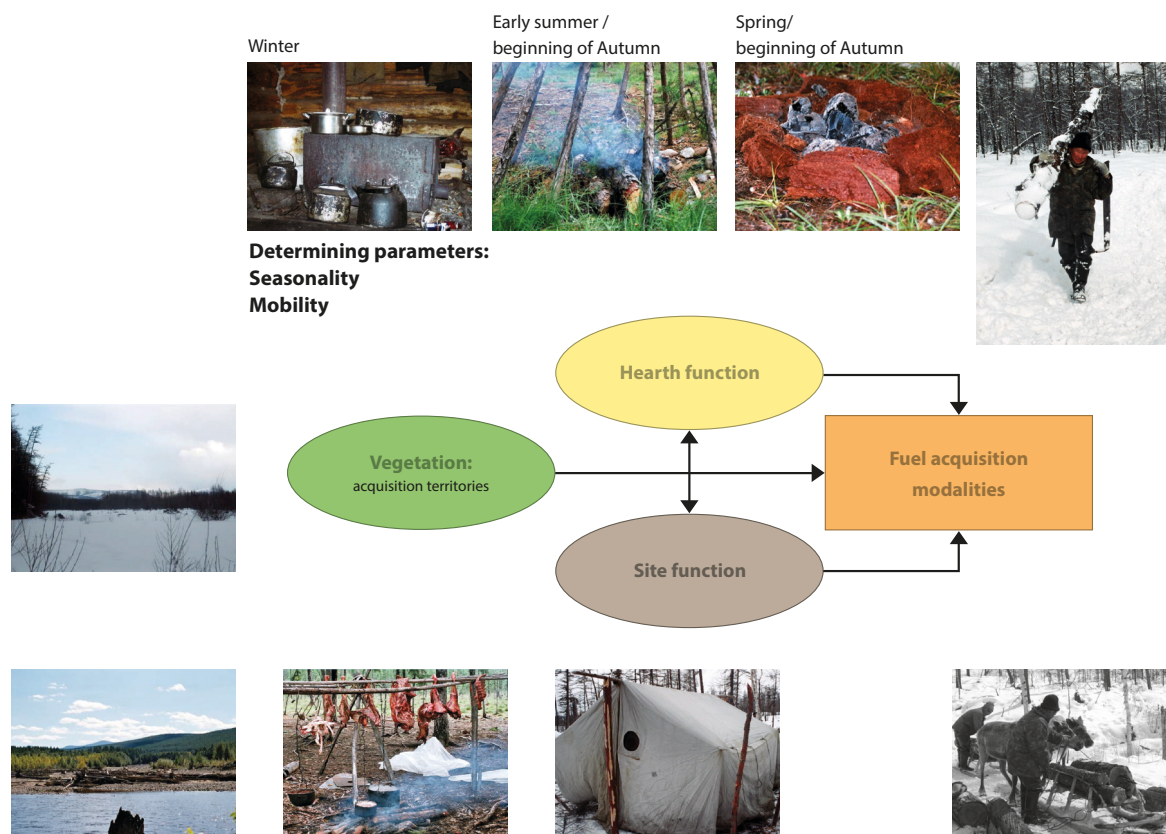 Winter
Early summer /
beginning of Autumn
Spring/
beginning of Autumn
Determining parameters:
Seasonality
Mobility
Hearth function
Vegetation:
acquisition territories
Fuel acquisition
modalities
Site function